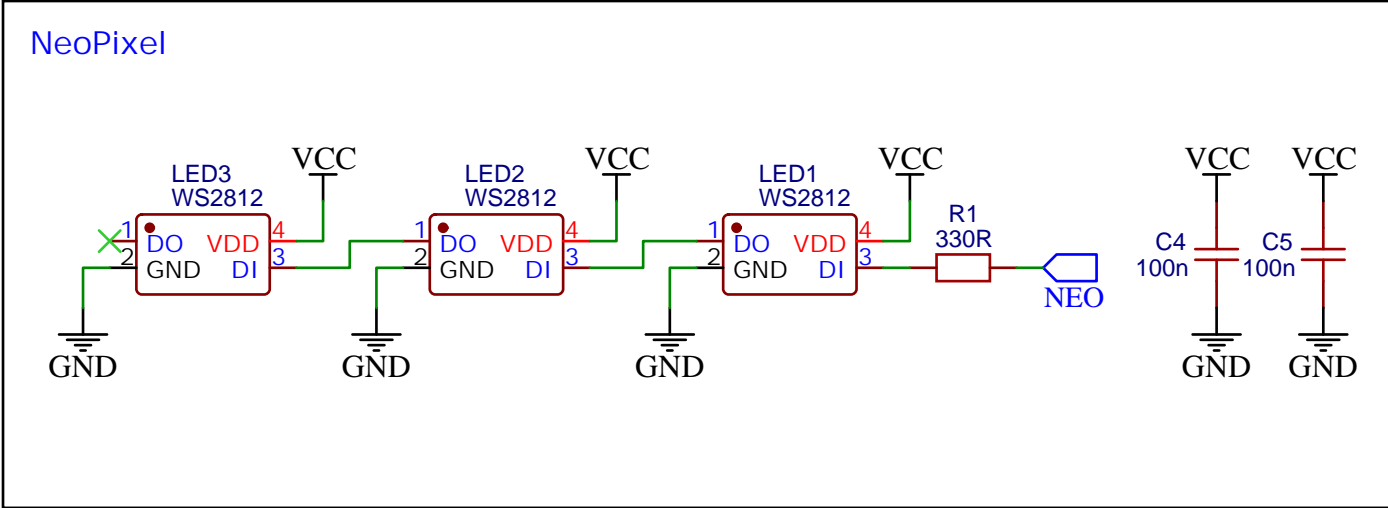 NeoPixel
LED3
WS2812
VCC
1
DO
VDD
4
2
GND
DI
3
GND
LED2
WS2812
VCC
1
DO
VDD
4
2
GND
DI
3
GND
LED1
WS2812
VCC
1
DO
VDD
4
2
GND
DI
3
GND
R1
330R
NEO
VCC
C4
100n
GND
VCC
C5
100n
GND